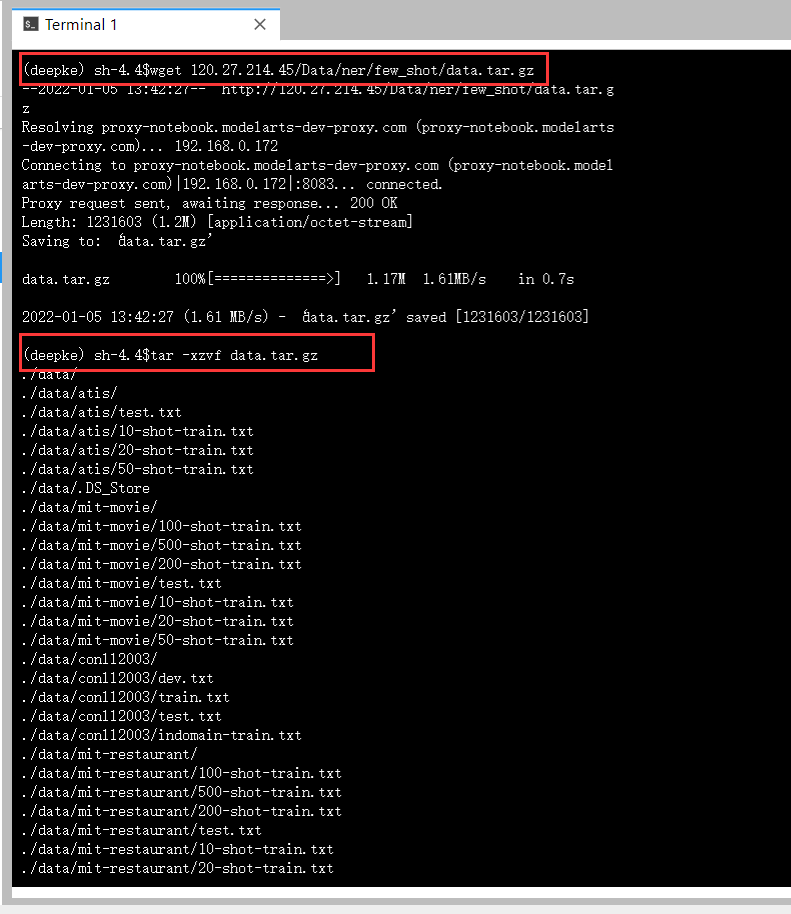 Terminal 1
(deepke) sh-4.4$wget 120.27.214.45/Data/ner/few_shot/data.tar.gz
--2022-01-05 13:42:27--  http://120.27.214.45/Data/ner/few_shot/data.tar.g
z
Resolving proxy-notebook.modelarts-dev-proxy.com (proxy-notebook.modelarts
-dev-proxy.com)... 192.168.0.172
Connecting to proxy-notebook.modelarts-dev-proxy.com (proxy-notebook.model
arts-dev-proxy.com)|192.168.0.172|:8083... connected.
Proxy request sent, awaiting response... 200 OK
Length: 1231603 (1.2M) [application/octet-stream]
Saving to: ‘data.tar.gz’
data.tar.gz 100%[==============>] 1.17M 1.61MB/s in 0.7s
2022-01-05 13:42:27 (1.61 MB/s) - ‘data.tar.gz’ saved [1231603/1231603]
(deepke) sh-4.4$tar -xzvf data.tar.gz
./data/
./data/atis/
./data/atis/test.txt
./data/atis/10-shot-train.txt
./data/atis/20-shot-train.txt
./data/atis/50-shot-train.txt
./data/.DS_Store
./data/mit-movie/
./data/mit-movie/100-shot-train.txt
./data/mit-movie/500-shot-train.txt
./data/mit-movie/200-shot-train.txt
./data/mit-movie/test.txt
./data/mit-movie/10-shot-train.txt
./data/mit-movie/20-shot-train.txt
./data/mit-movie/50-shot-train.txt
./data/conll2003/
./data/conll2003/dev.txt
./data/conll2003/train.txt
./data/conll2003/test.txt
./data/conll2003/indomain-train.txt
./data/mit-restaurant/
./data/mit-restaurant/100-shot-train.txt
./data/mit-restaurant/500-shot-train.txt
./data/mit-restaurant/200-shot-train.txt
./data/mit-restaurant/test.txt
./data/mit-restaurant/10-shot-train.txt
./data/mit-restaurant/20-shot-train.txt